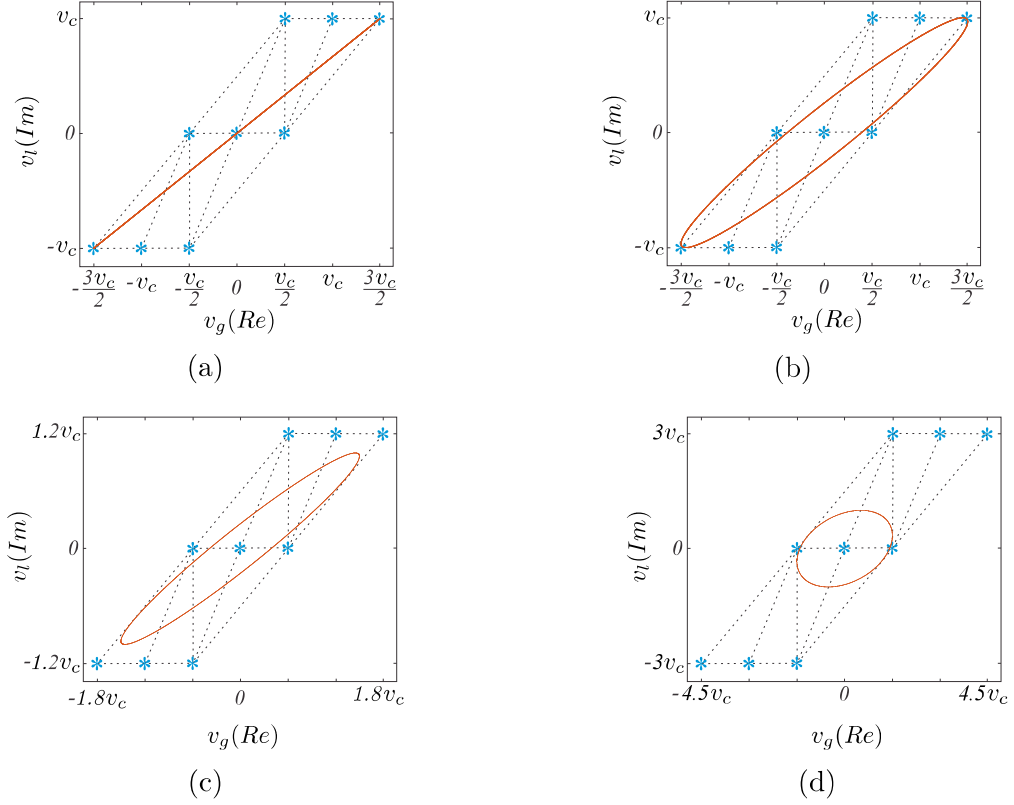 v_c
0
-v_c
v_l(Im)
-3v_c/2 -v_c -v_c/2 0 v_c/2 v_c 3v_c/2
v_g(Re)
(a)
v_c
0
-v_c
v_l(Im)
-3v_c/2 -v_c -v_c/2 0 v_c/2 v_c 3v_c/2
v_g(Re)
(b)
1.2v_c
0
-1.2v_c
v_l(Im)
-1.8v_c 0 1.8v_c
v_g(Re)
(c)
3v_c
0
-3v_c
v_l(Im)
-4.5v_c 0 4.5v_c
v_g(Re)
(d)